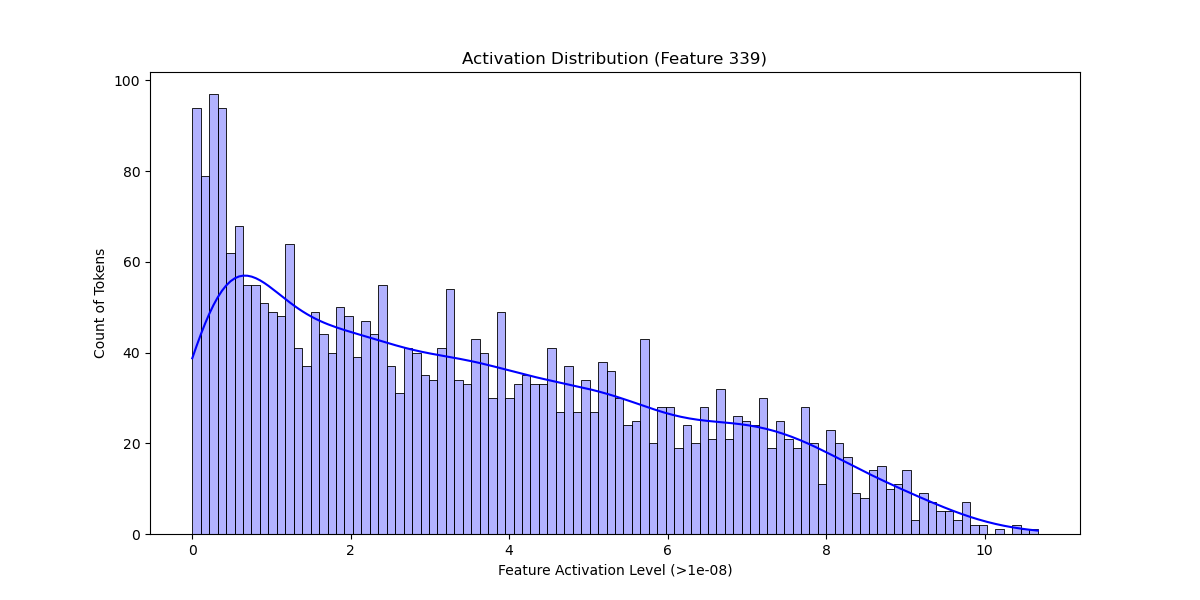 Activation Distribution (Feature 339)
100
80
60
40
20
0
Count of Tokens
0 2 4 6 8 10
Feature Activation Level (>1e-08)